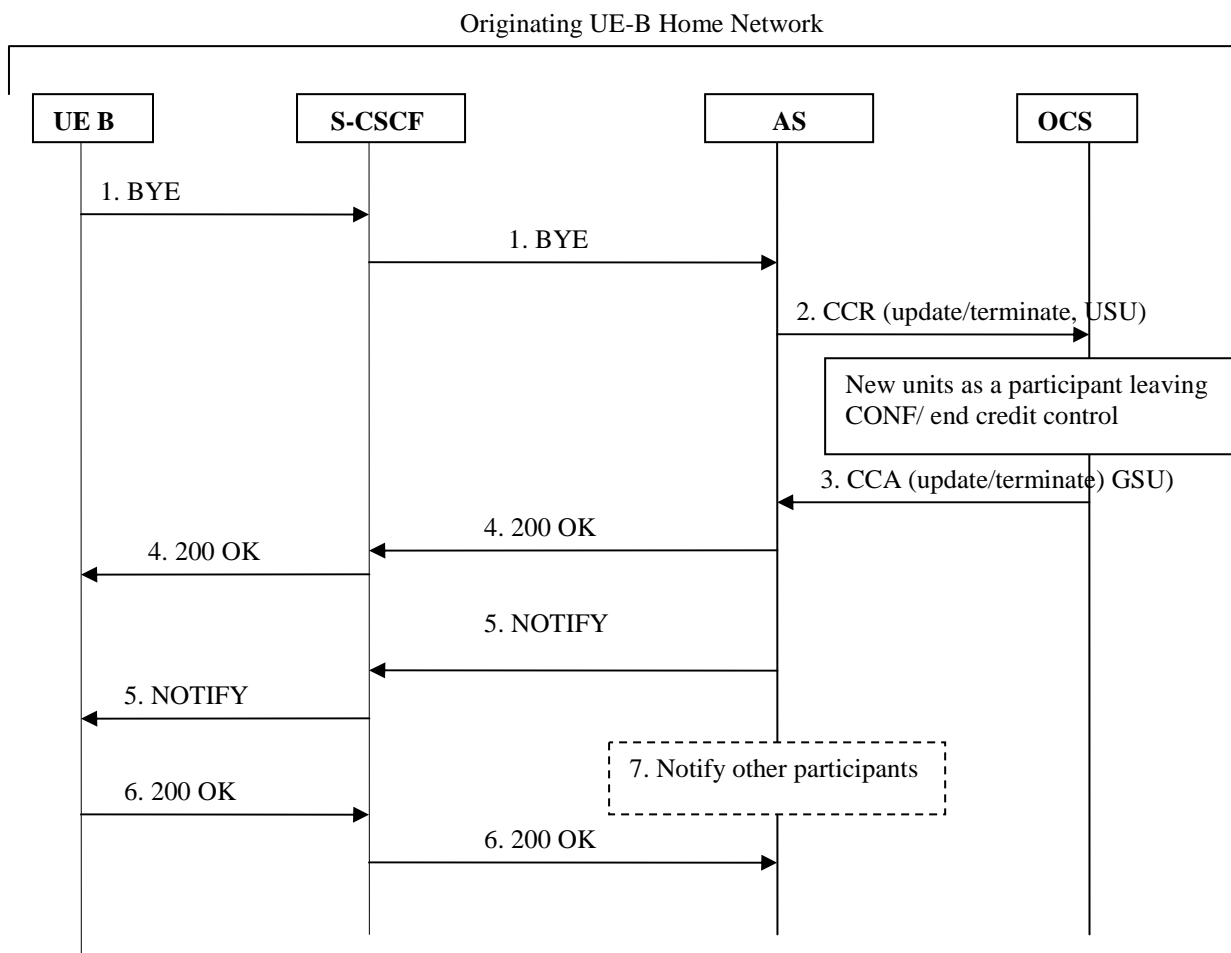 Originating UE-B Home Network
UE B
S-CSCF
AS
OCS
1. BYE
1. BYE
2. CCR (update/terminate, USU)
New units as a participant leaving
CONF/ end credit control
3. CCA (update/terminate) GSU)
4. 200 OK
4. 200 OK
5. NOTIFY
5. NOTIFY
7. Notify other participants
6. 200 OK
6. 200 OK